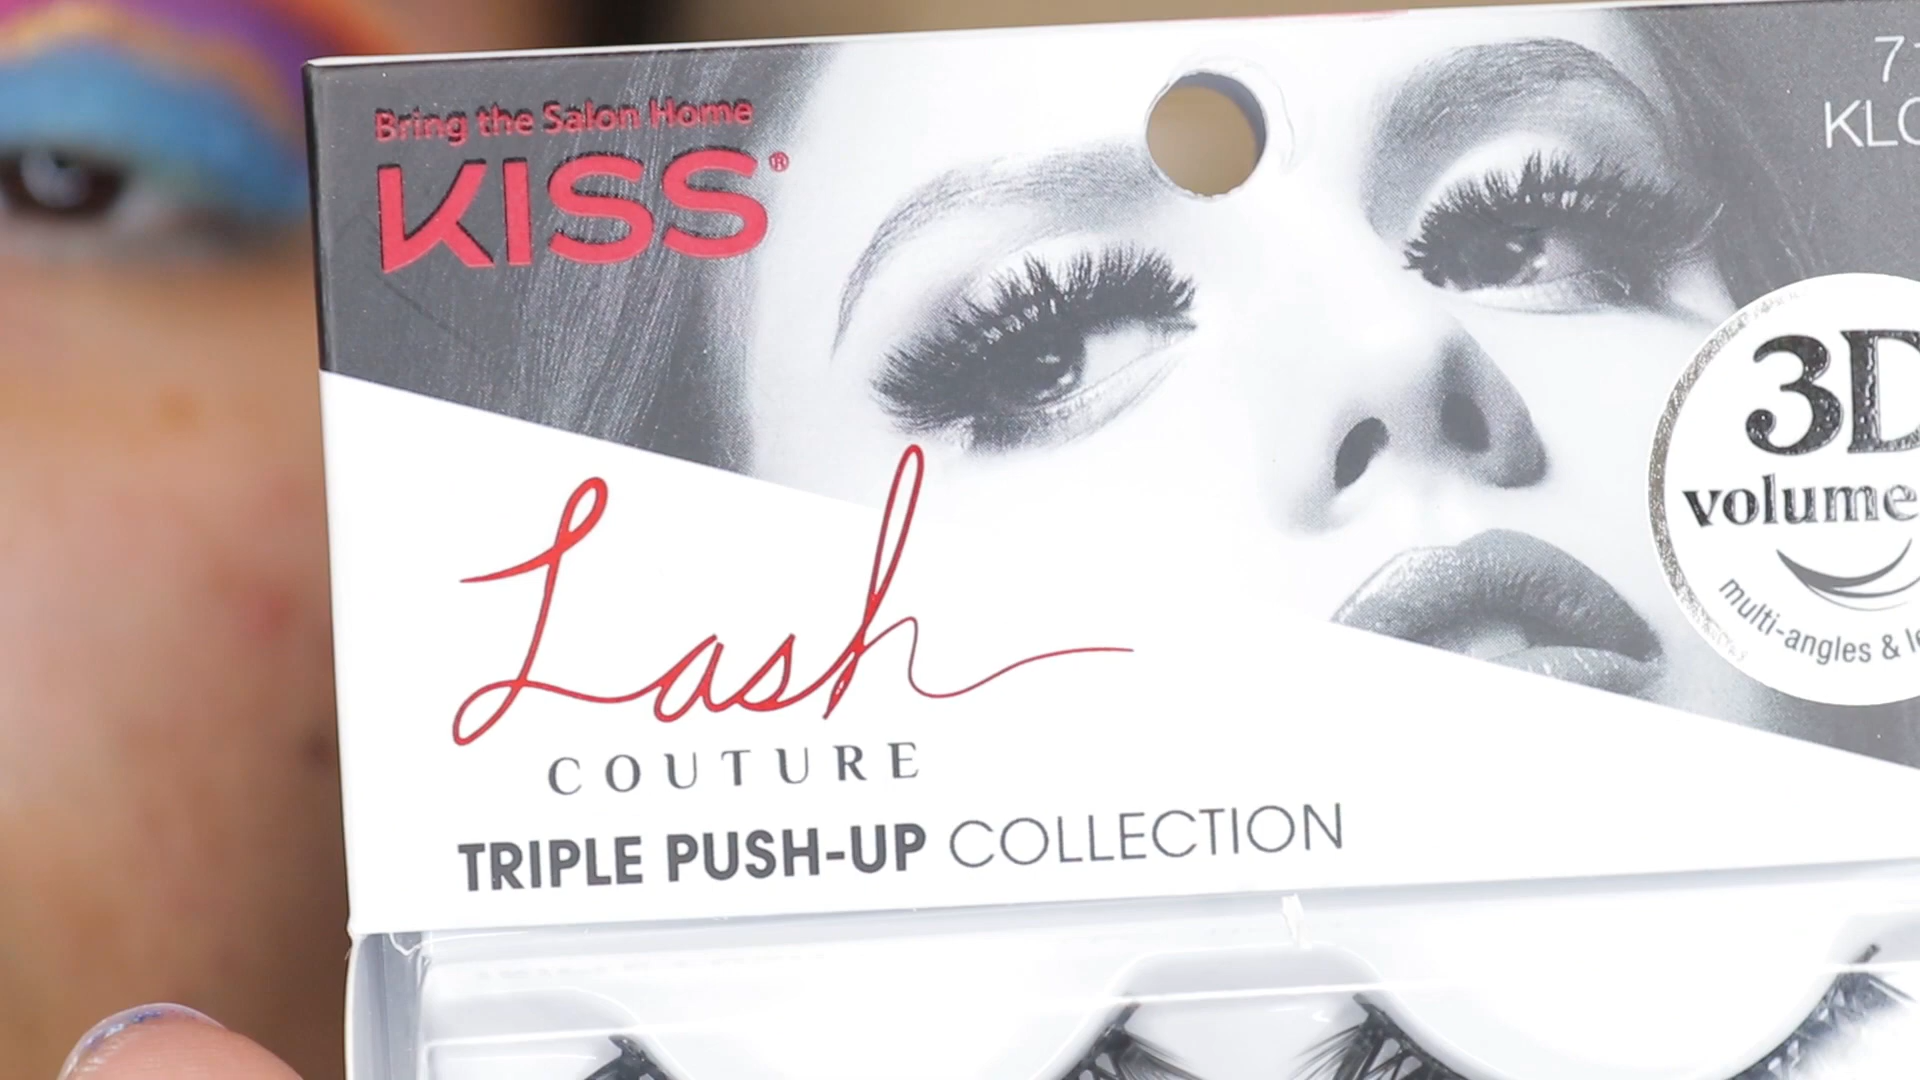 Bring the Salon Home
KISS®
Lash
COUTURE
TRIPLE PUSH-UP COLLECTION
3D
volume
multi-angles &